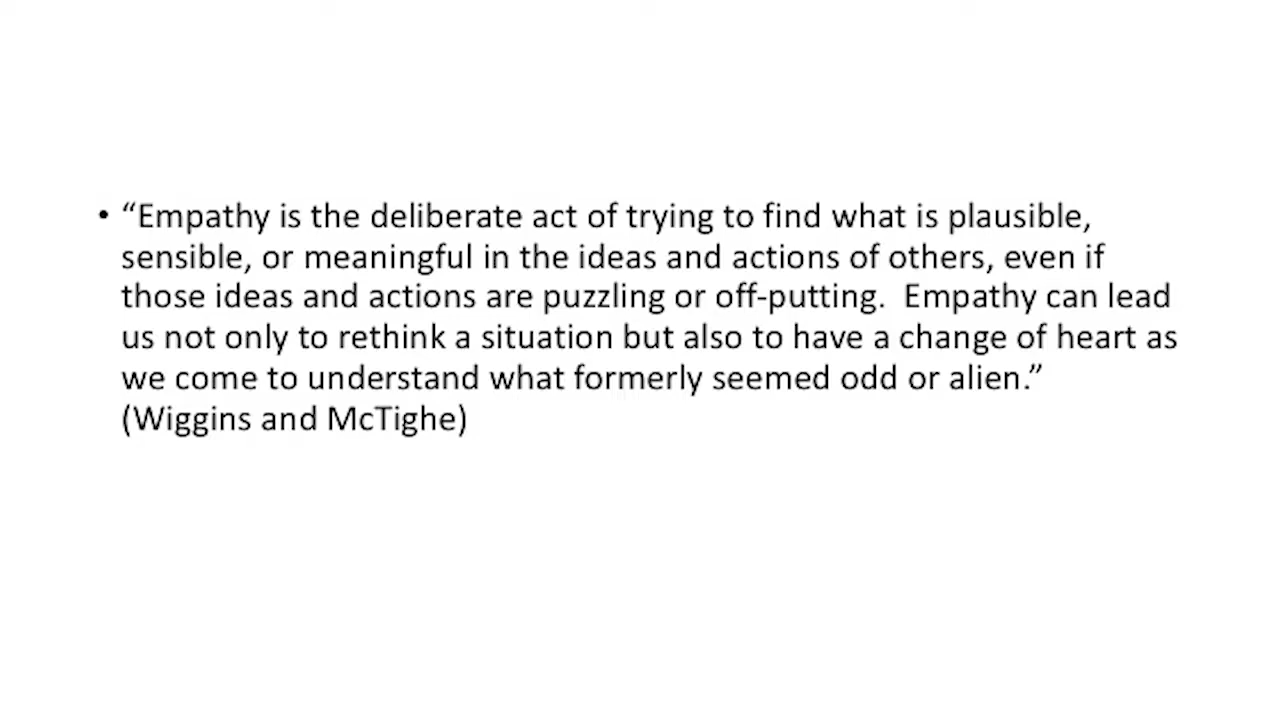 • “Empathy is the deliberate act of trying to find what is plausible,
sensible, or meaningful in the ideas and actions of others, even if
those ideas and actions are puzzling or off-putting.  Empathy can lead
us not only to rethink a situation but also to have a change of heart as
we come to understand what formerly seemed odd or alien.”
(Wiggins and McTighe)